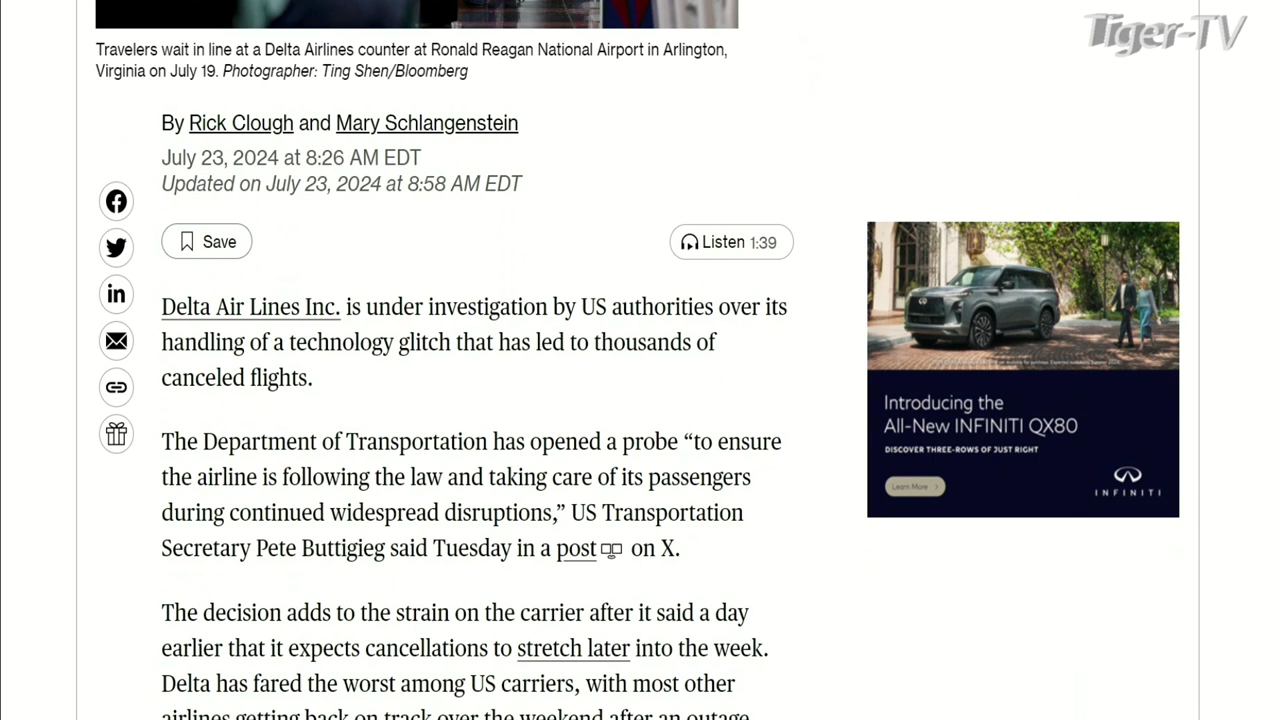 Tiger-TV
Travelers wait in line at a Delta Airlines counter at Ronald Reagan National Airport in Arlington,
Virginia on July 19. Photographer: Ting Shen/Bloomberg
By Rick Clough and Mary Schlangenstein
July 23, 2024 at 8:26 AM EDT
Updated on July 23, 2024 at 8:58 AM EDT
Save
Listen 1:39
Delta Air Lines Inc. is under investigation by US authorities over its
handling of a technology glitch that has led to thousands of
canceled flights.
The Department of Transportation has opened a probe “to ensure
the airline is following the law and taking care of its passengers
during continued widespread disruptions,” US Transportation
Secretary Pete Buttigieg said Tuesday in a post on X.
The decision adds to the strain on the carrier after it said a day
earlier that it expects cancellations to stretch later into the week.
Delta has fared the worst among US carriers, with most other
airlines getting back on track over the weekend after an outage
Introducing the
All-New INFINITI QX80
DISCOVER THREE-ROWS OF JUST RIGHT
Learn More
INFINITI